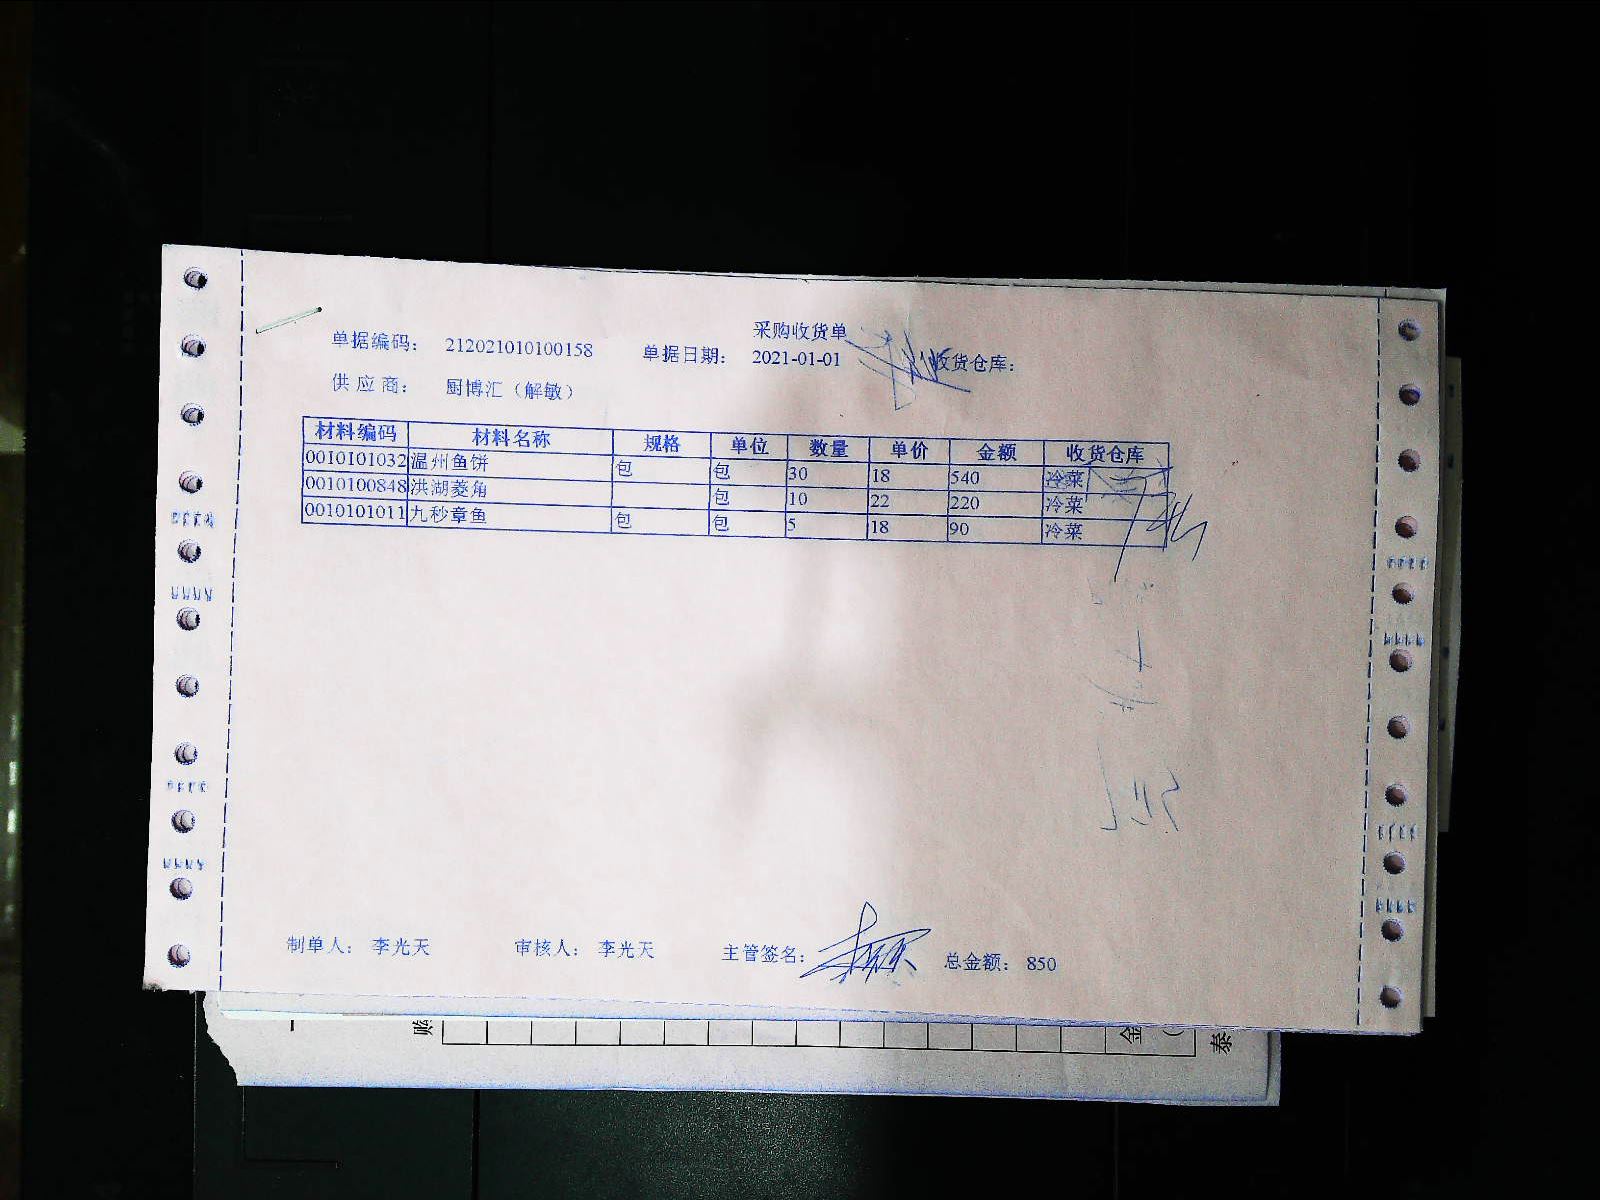 采购收货单
单据编码： 212021010100158 单据日期： 2021-01-01 收货仓库：
供 应 商： 厨博汇（解敏）
材料编码 材料名称 规格 单位 数量 单价 金额 收货仓库
0010101032 温州鱼饼 包 包 30 18 540 冷菜
0010100848 洪湖菱角 包 10 22 220 冷菜
0010101011 九秒章鱼 包 包 5 18 90 冷菜
制单人： 李光天 审核人： 李光天 主管签名： 总金额： 850
金
泰